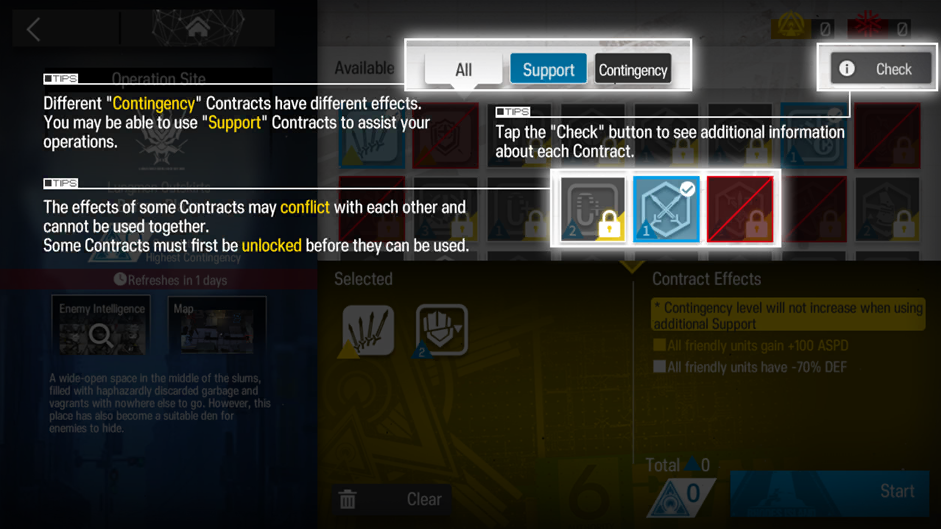 0
0
Available
All
Support
Contingency
Check
TIPS
Operation Site
Different "Contingency" Contracts have different effects.
You may be able to use "Support" Contracts to assist your
operations.
TIPS
Tap the "Check" button to see additional information
about each Contract.
1
TIPS
Lungmen Outskirts
The effects of some Contracts may conflict with each other and
cannot be used together.
Some Contracts must first be unlocked before they can be used.
2
1
Highest Contingency
Refreshes in 1 days
Enemy Intelligence
Map
A wide-open space in the middle of the slums,
filled with haphazardly discarded garbage and
vagrants with nowhere else to go. However, this
place has also become a suitable den for
enemies to hide.
Selected
2
Clear
Contract Effects
* Contingency level will not increase when using
additional Support
All friendly units gain +100 ASPD
All friendly units have -70% DEF
Total 0
0
Start